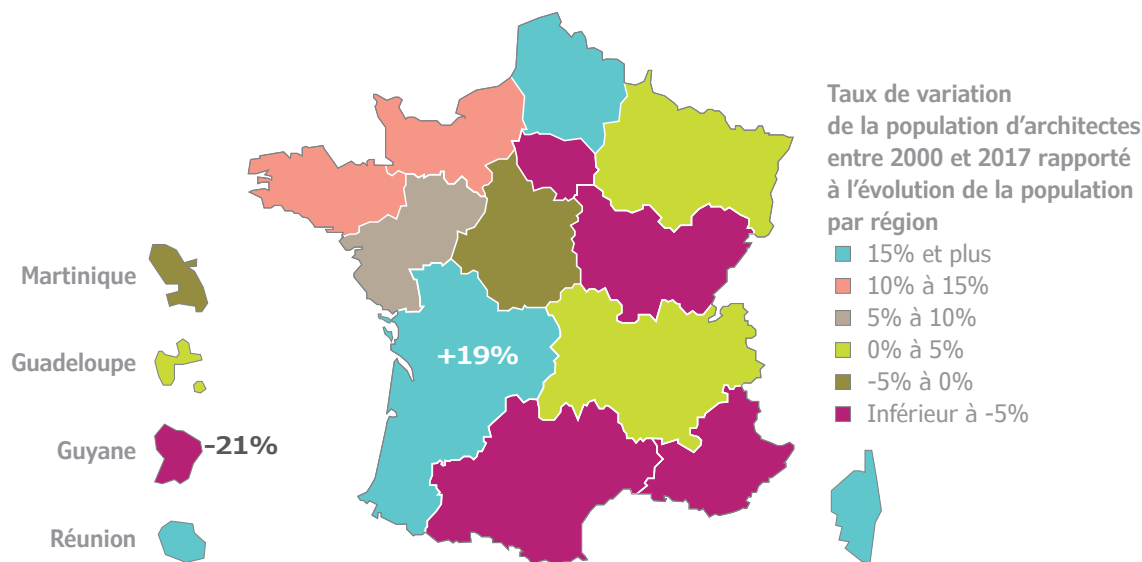 Taux de variation
de la population d’architectes
entre 2000 et 2017 rapporté
à l’évolution de la population
par région
15% et plus
10% à 15%
5% à 10%
0% à 5%
-5% à 0%
Inférieur à -5%
Martinique
Guadeloupe
Guyane
-21%
Réunion
+19%